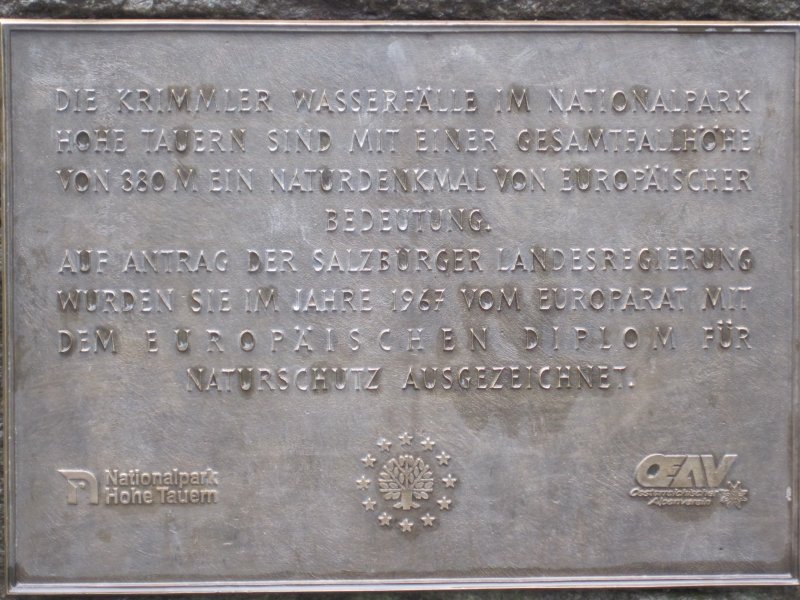 DIE KRIMMLER WASSERFÄLLE IM NATIONALPARK
HOHE TAUERN SIND MIT EINER GESAMTFALLHÖHE
VON 380 M EIN NATURDENKMAL VON EUROPÄISCHER
BEDEUTUNG.
AUF ANTRAG DER SALZBURGER LANDESREGIERUNG
WURDEN SIE IM JAHRE 1967 VOM EUROPARAT MIT
DEM EUROPÄISCHEN DIPLOM FÜR
NATURSCHUTZ AUSGEZEICHNET.
Nationalpark
Hohe Tauern
OEAV
Oesterreichischer
Alpenverein